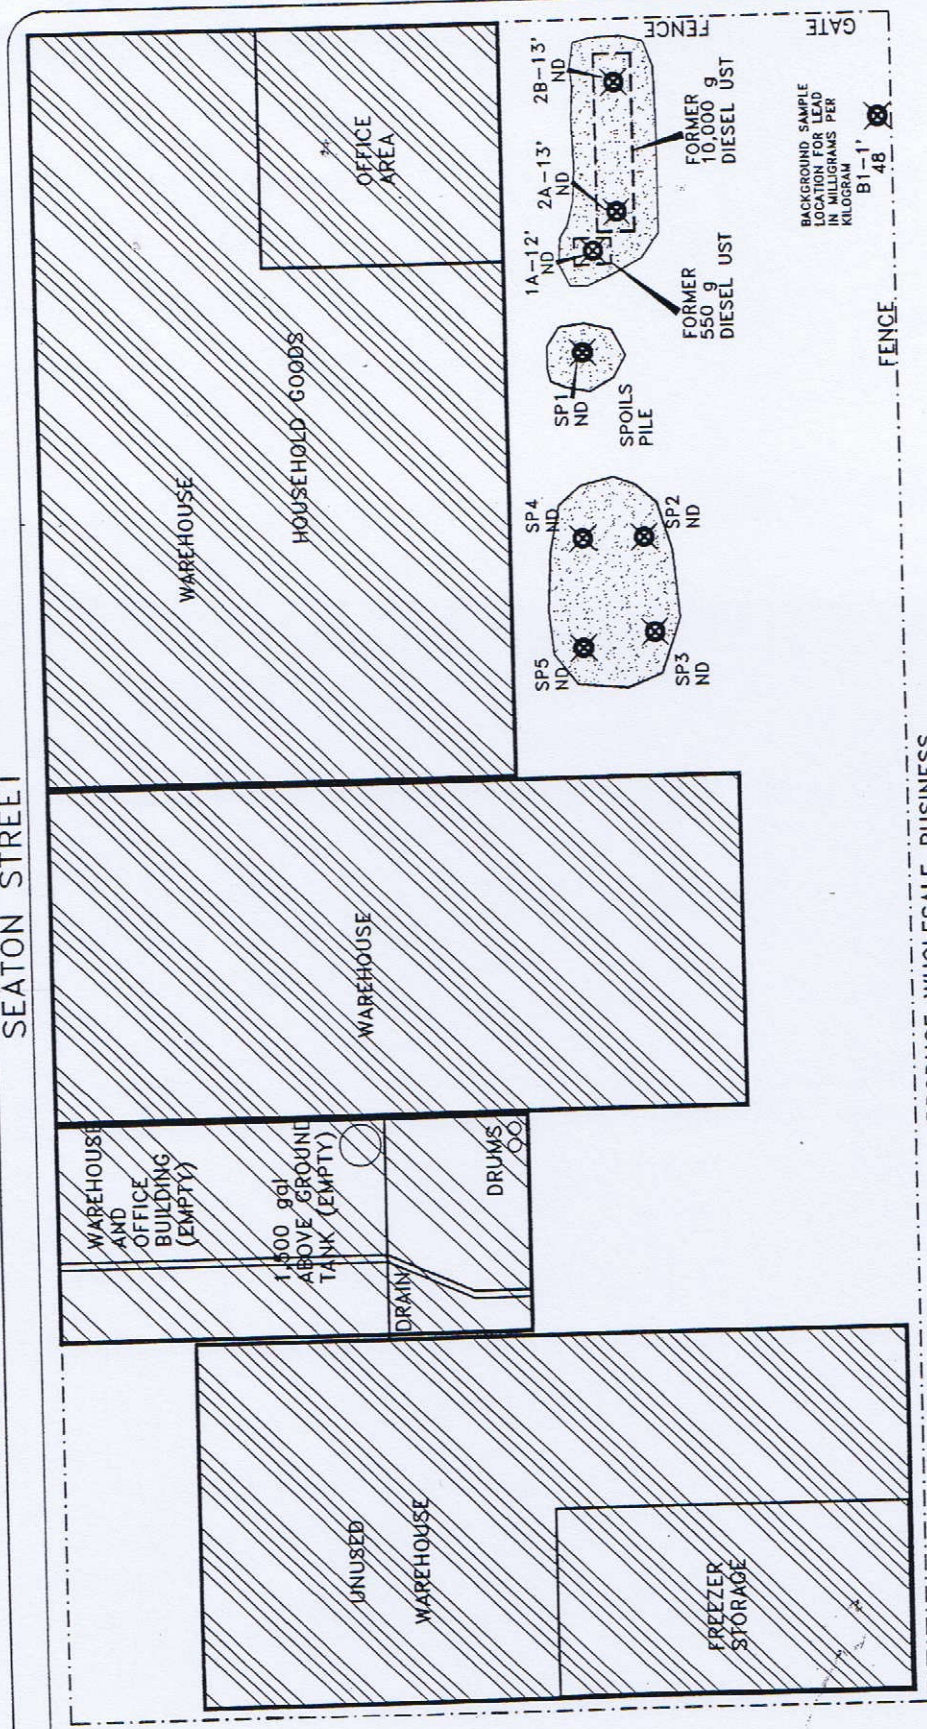 SEATON STREET
WAREHOUSE
AND
OFFICE
BUILDING
(EMPTY)
1,500 gal
ABOVE GROUND
TANK (EMPTY)
DRAIN
DRUMS
UNUSED
WAREHOUSE
FREEZER
STORAGE
WAREHOUSE
WAREHOUSE
HOUSEHOLD GOODS
OFFICE
AREA
SP5
ND
SP4
ND
SP3
ND
SP2
ND
SP1
ND
SPOILS
PILE
1A-12'
ND
2A-13'
ND
2B-13'
ND
FORMER
550 g
DIESEL UST
FORMER
10,000 g
DIESEL UST
FENCE
GATE
BACKGROUND SAMPLE
LOCATION FOR LEAD
IN MILLIGRAMS PER
KILOGRAM
B1-1'
48
FENCE
PRODUCE WHOLESALE BUSINESS